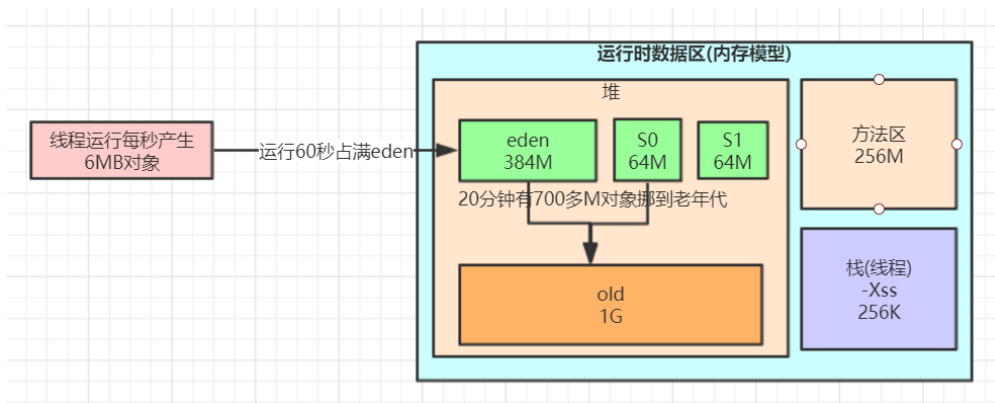 运行时数据区(内存模型)
堆
线程运行每秒产生
6MB对象
运行60秒占满eden
eden
384M
S0
64M
S1
64M
方法区
256M
20分钟有700多M对象挪到老年代
old
1G
栈(线程)
-Xss
256K